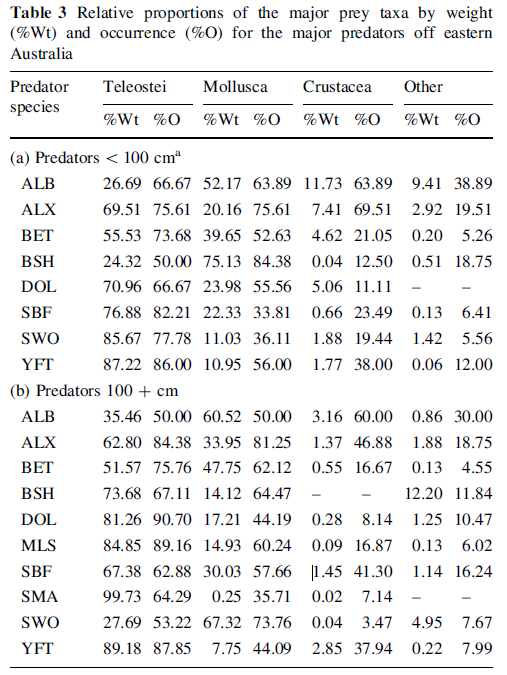 Table 3 Relative proportions of the major prey taxa by weight
(%Wt) and occurrence (%O) for the major predators off eastern
Australia
Predator species Teleostei Mollusca Crustacea Other
%Wt %O %Wt %O %Wt %O %Wt %O
(a) Predators < 100 cmᵃ
ALB 26.69 66.67 52.17 63.89 11.73 63.89 9.41 38.89
ALX 69.51 75.61 20.16 75.61 7.41 69.51 2.92 19.51
BET 55.53 73.68 39.65 52.63 4.62 21.05 0.20 5.26
BSH 24.32 50.00 75.13 84.38 0.04 12.50 0.51 18.75
DOL 70.96 66.67 23.98 55.56 5.06 11.11 – –
SBF 76.88 82.21 22.33 33.81 0.66 23.49 0.13 6.41
SWO 85.67 77.78 11.03 36.11 1.88 19.44 1.42 5.56
YFT 87.22 86.00 10.95 56.00 1.77 38.00 0.06 12.00
(b) Predators 100 + cm
ALB 35.46 50.00 60.52 50.00 3.16 60.00 0.86 30.00
ALX 62.80 84.38 33.95 81.25 1.37 46.88 1.88 18.75
BET 51.57 75.76 47.75 62.12 0.55 16.67 0.13 4.55
BSH 73.68 67.11 14.12 64.47 – – 12.20 11.84
DOL 81.26 90.70 17.21 44.19 0.28 8.14 1.25 10.47
MLS 84.85 89.16 14.93 60.24 0.09 16.87 0.13 6.02
SBF 67.38 62.88 30.03 57.66 1.45 41.30 1.14 16.24
SMA 99.73 64.29 0.25 35.71 0.02 7.14 – –
SWO 27.69 53.22 67.32 73.76 0.04 3.47 4.95 7.67
YFT 89.18 87.85 7.75 44.09 2.85 37.94 0.22 7.99